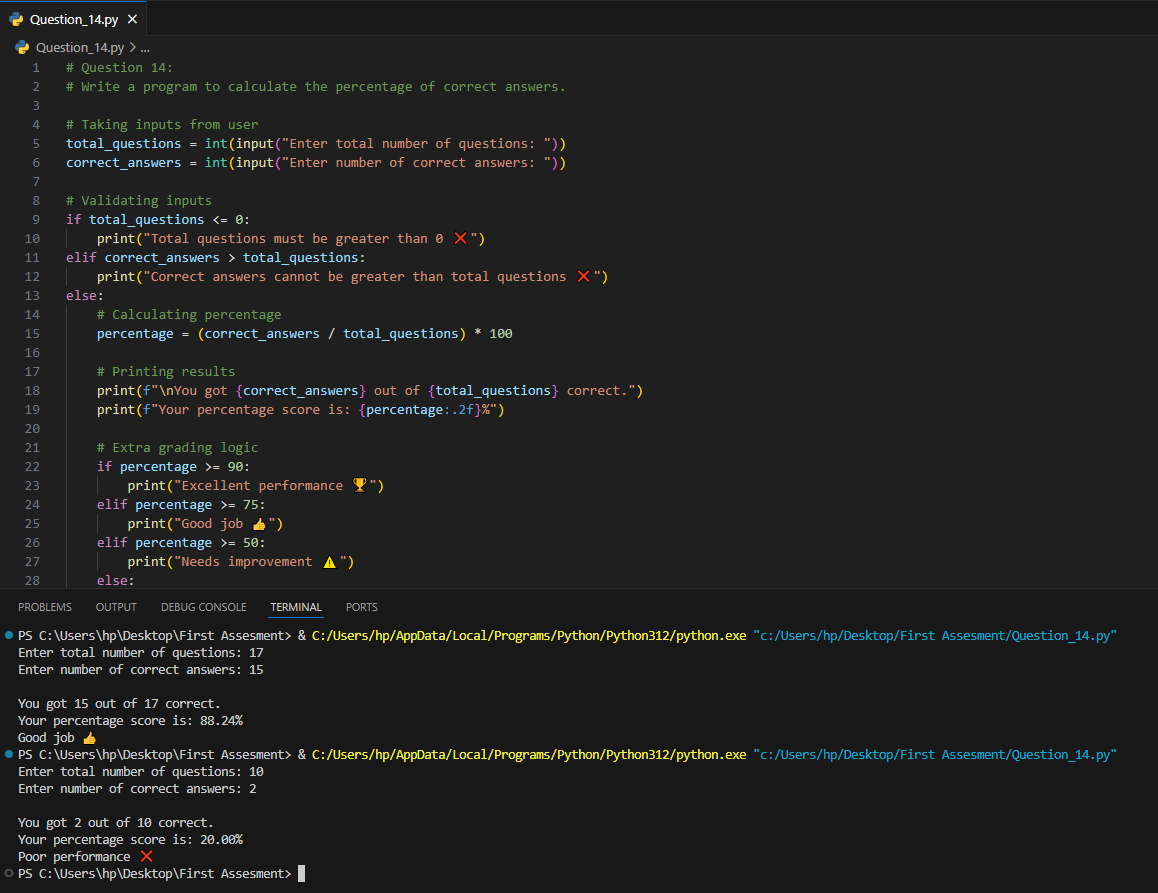 Question_14.py ×
Question_14.py > ...
1 # Question 14:
2 # Write a program to calculate the percentage of correct answers.
3
4 # Taking inputs from user
5 total_questions = int(input("Enter total number of questions: "))
6 correct_answers = int(input("Enter number of correct answers: "))
7
8 # Validating inputs
9 if total_questions <= 0:
10     print("Total questions must be greater than 0 ❌")
11 elif correct_answers > total_questions:
12     print("Correct answers cannot be greater than total questions ❌")
13 else:
14     # Calculating percentage
15     percentage = (correct_answers / total_questions) * 100
16
17     # Printing results
18     print(f"\nYou got {correct_answers} out of {total_questions} correct.")
19     print(f"Your percentage score is: {percentage:.2f}%")
20
21     # Extra grading logic
22     if percentage >= 90:
23         print("Excellent performance 🏆")
24     elif percentage >= 75:
25         print("Good job 👍")
26     elif percentage >= 50:
27         print("Needs improvement ⚠️")
28     else:
PROBLEMS OUTPUT DEBUG CONSOLE TERMINAL PORTS
PS C:\Users\hp\Desktop\First Assesment> & C:/Users/hp/AppData/Local/Programs/Python/Python312/python.exe "c:/Users/hp/Desktop/First Assesment/Question_14.py"
Enter total number of questions: 17
Enter number of correct answers: 15

You got 15 out of 17 correct.
Your percentage score is: 88.24%
Good job 👍
PS C:\Users\hp\Desktop\First Assesment> & C:/Users/hp/AppData/Local/Programs/Python/Python312/python.exe "c:/Users/hp/Desktop/First Assesment/Question_14.py"
Enter total number of questions: 10
Enter number of correct answers: 2

You got 2 out of 10 correct.
Your percentage score is: 20.00%
Poor performance ❌
PS C:\Users\hp\Desktop\First Assesment>